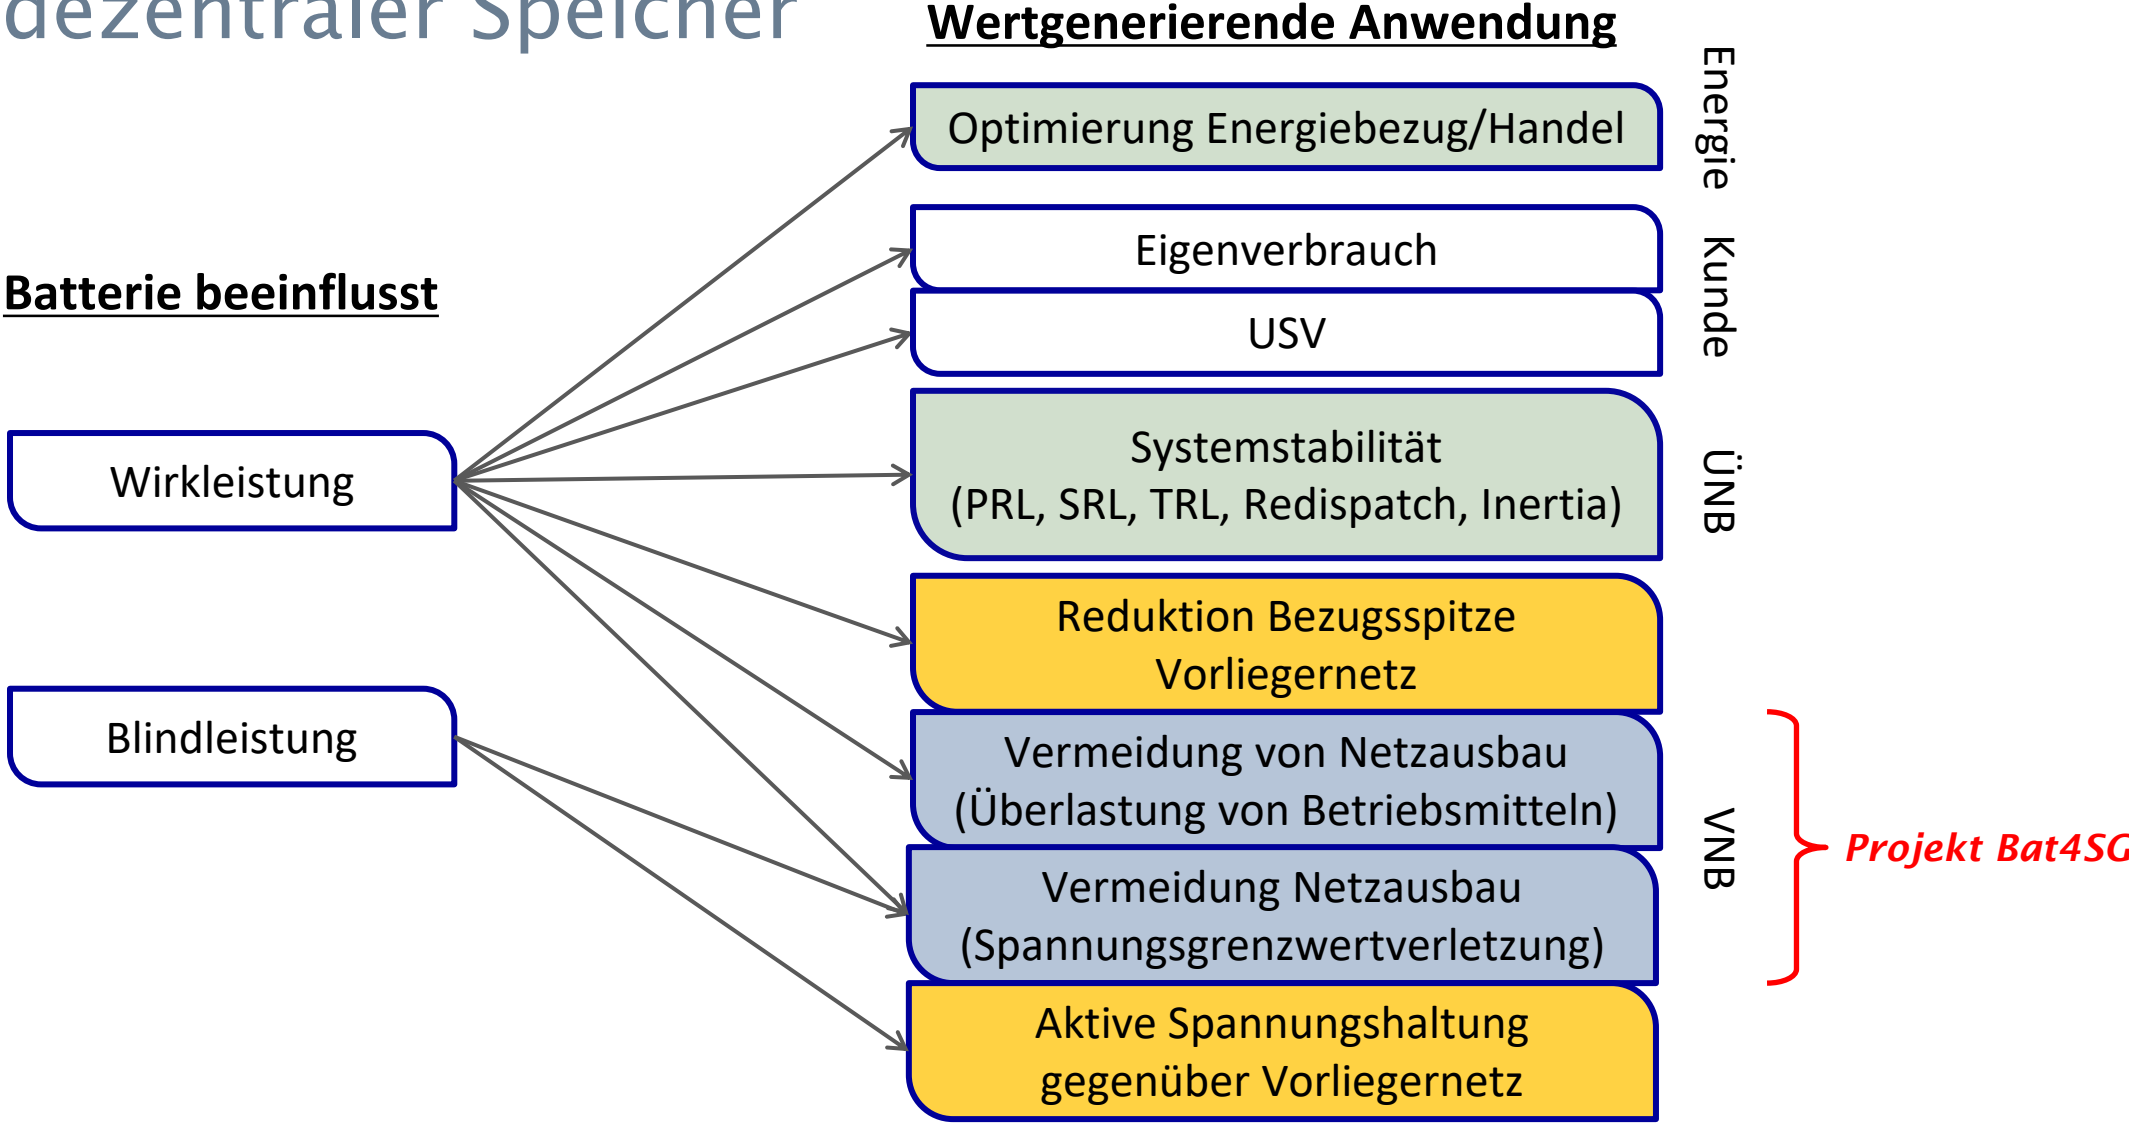 dezentraler Speicher
Wertgenerierende Anwendung
Batterie beeinflusst
Wirkleistung
Blindleistung
Optimierung Energiebezug/Handel
Eigenverbrauch
USV
Systemstabilität
(PRL, SRL, TRL, Redispatch, Inertia)
Reduktion Bezugsspitze
Vorliegernetz
Vermeidung von Netzausbau
(Überlastung von Betriebsmitteln)
Vermeidung Netzausbau
(Spannungsgrenzwertverletzung)
Aktive Spannungshaltung
gegenüber Vorliegernetz
Energie
Kunde
ÜNB
VNB
Projekt Bat4SG